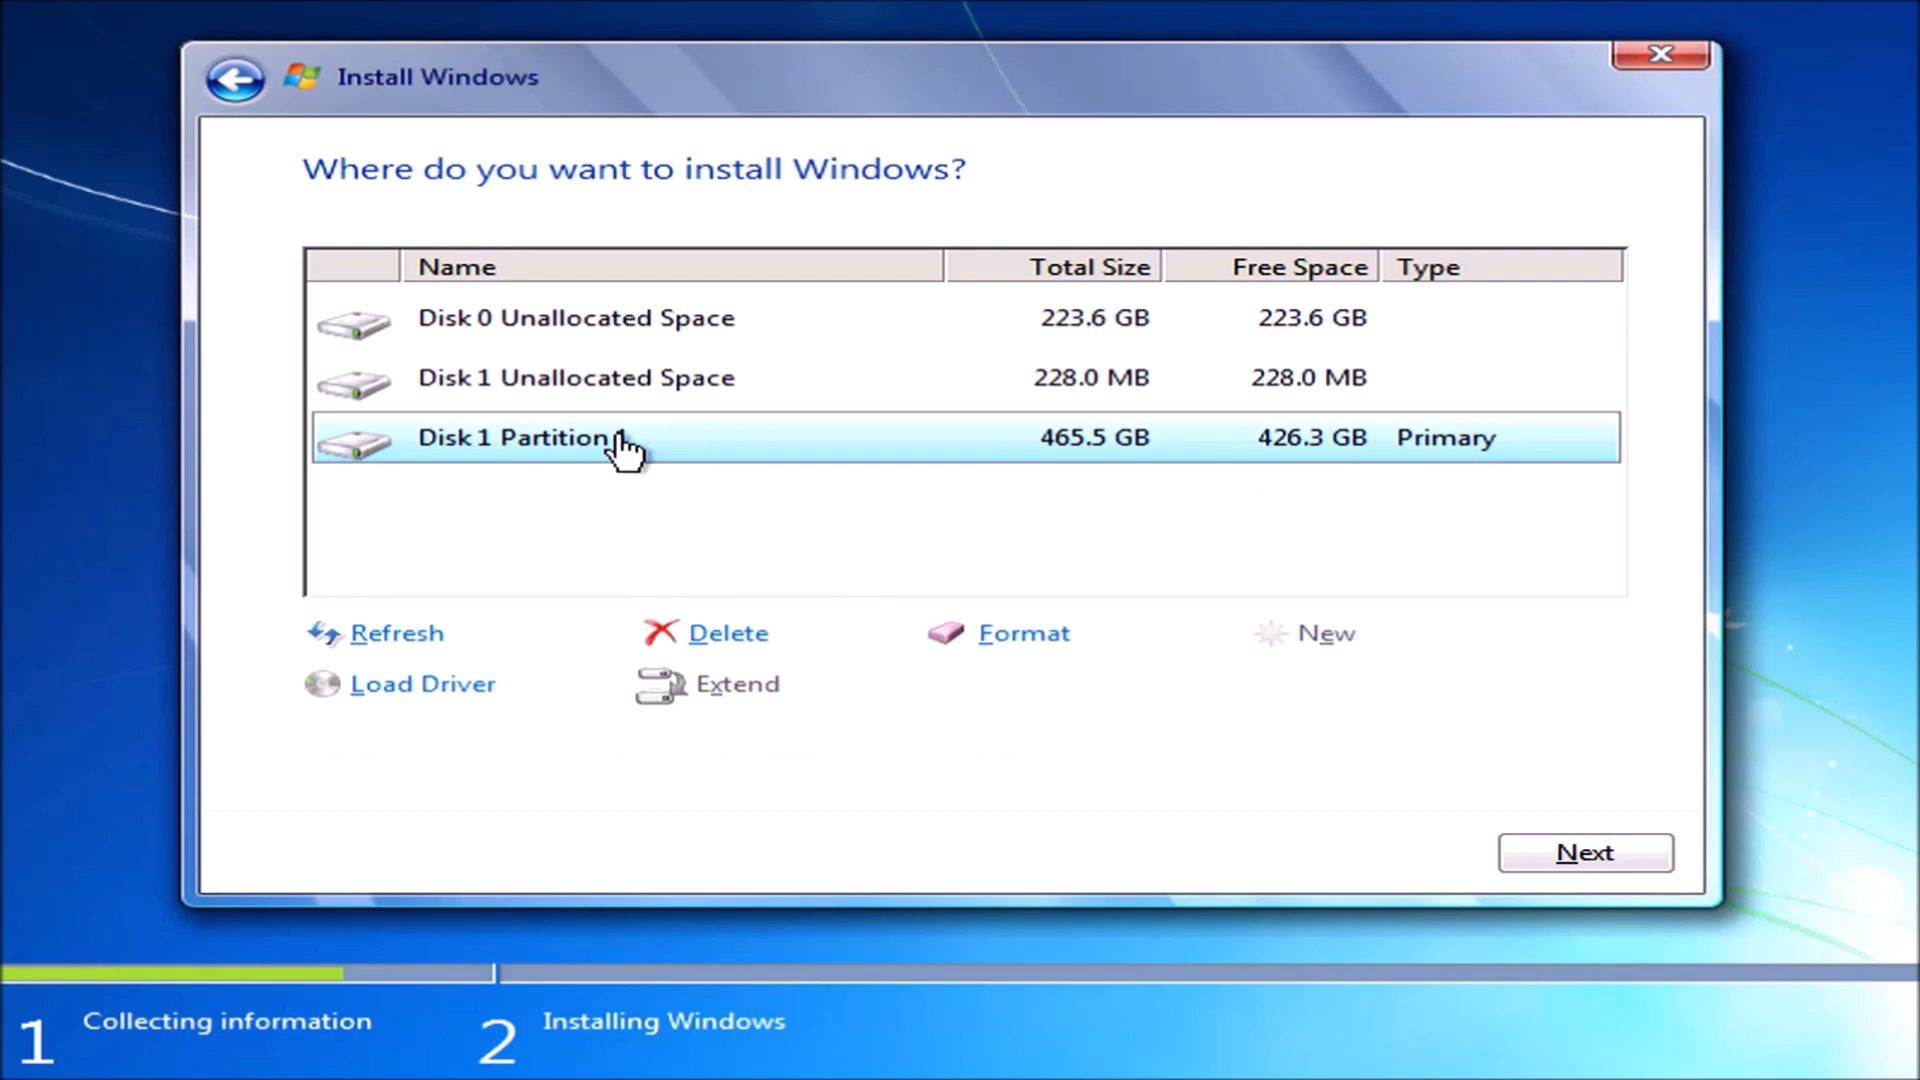 Install Windows
Where do you want to install Windows?
Name Total Size Free Space Type
Disk 0 Unallocated Space 223.6 GB 223.6 GB
Disk 1 Unallocated Space 228.0 MB 228.0 MB
Disk 1 Partition 1 465.5 GB 426.3 GB Primary
Refresh Delete Format New
Load Driver Extend
Next
1 Collecting information 2 Installing Windows